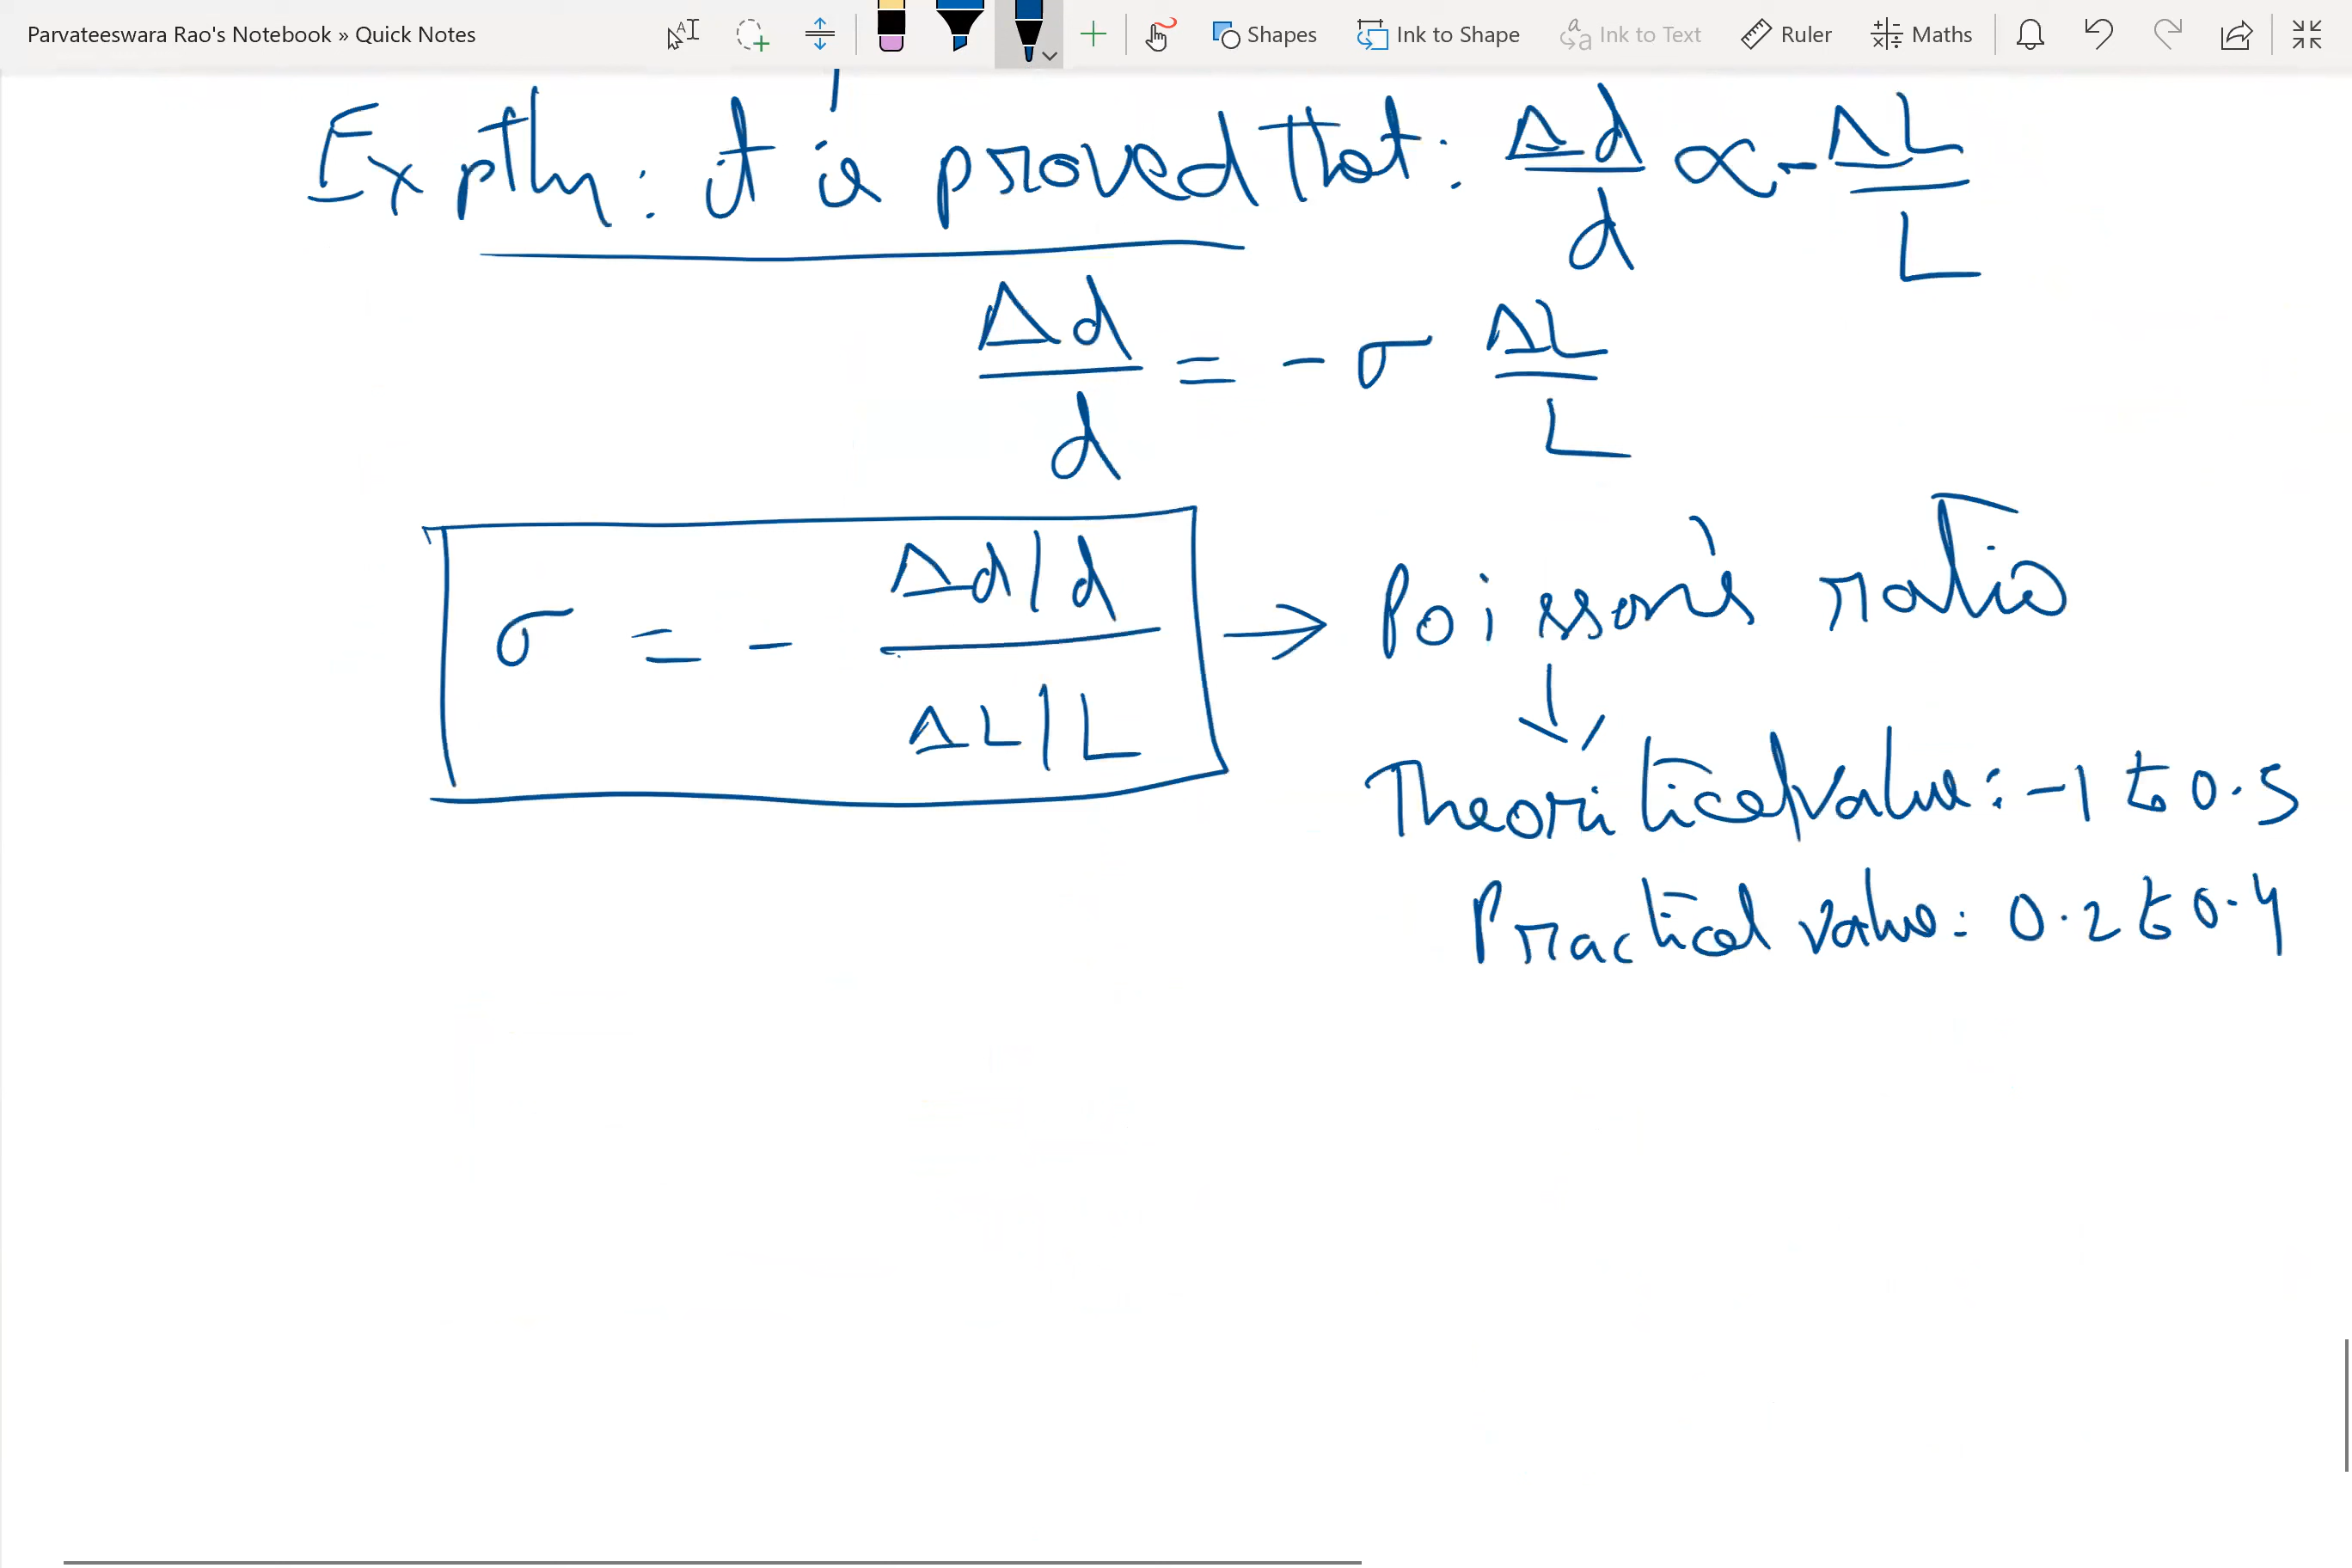 Parvateeswara Rao's Notebook » Quick Notes Shapes Ink to Shape Ink to Text Ruler Maths
Exptly: it is proved that: Δd/d ∝ - ΔL/L
Δd/d = - σ ΔL/L
σ = - (Δd/d)/(ΔL/L) → Poisson's ratio
↓
Theoritical value: -1 to 0.5
Practical value: 0.2 to 0.4